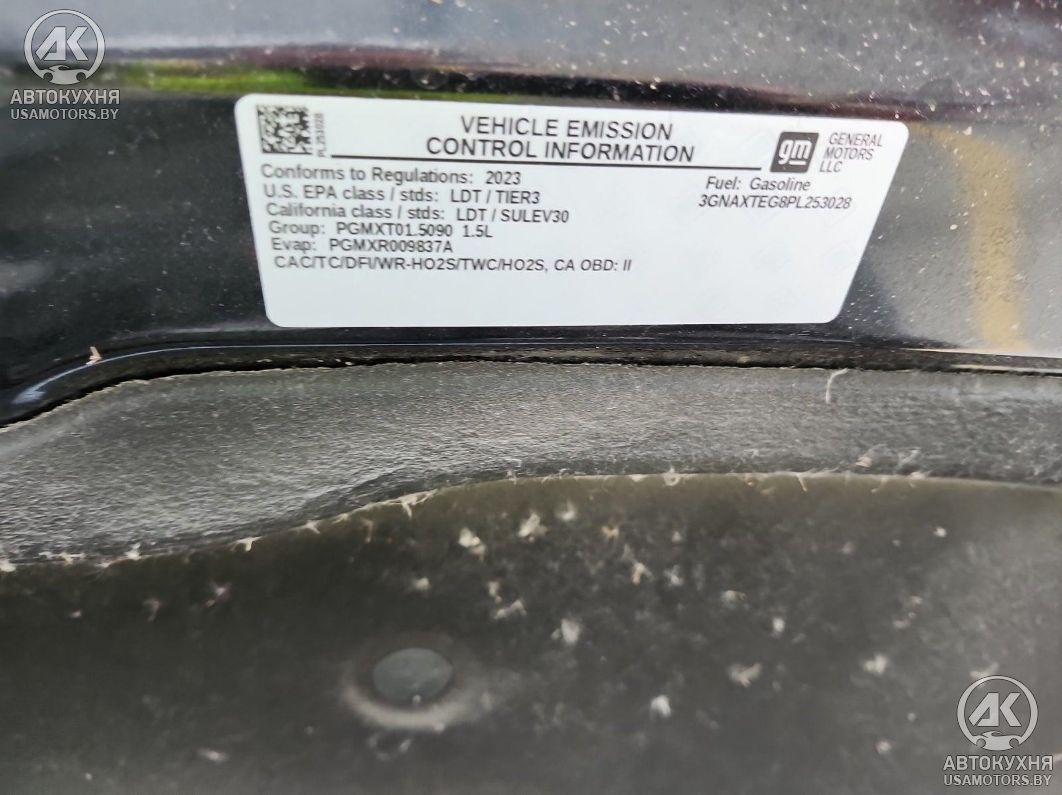 АВТОКУХНЯ
USAMOTORS.BY
PL253028
VEHICLE EMISSION
CONTROL INFORMATION
gm
GENERAL
MOTORS
LLC
Conforms to Regulations: 2023
U.S. EPA class / stds: LDT / TIER3
California class / stds: LDT / SULEV30
Group: PGMXT01.5090 1.5L
Evap: PGMXR009837A
CAC/TC/DFI/WR-HO2S/TWC/HO2S, CA OBD: II
Fuel: Gasoline
3GNAXTEG8PL253028
АК
АВТОКУХНЯ
USAMOTORS.BY